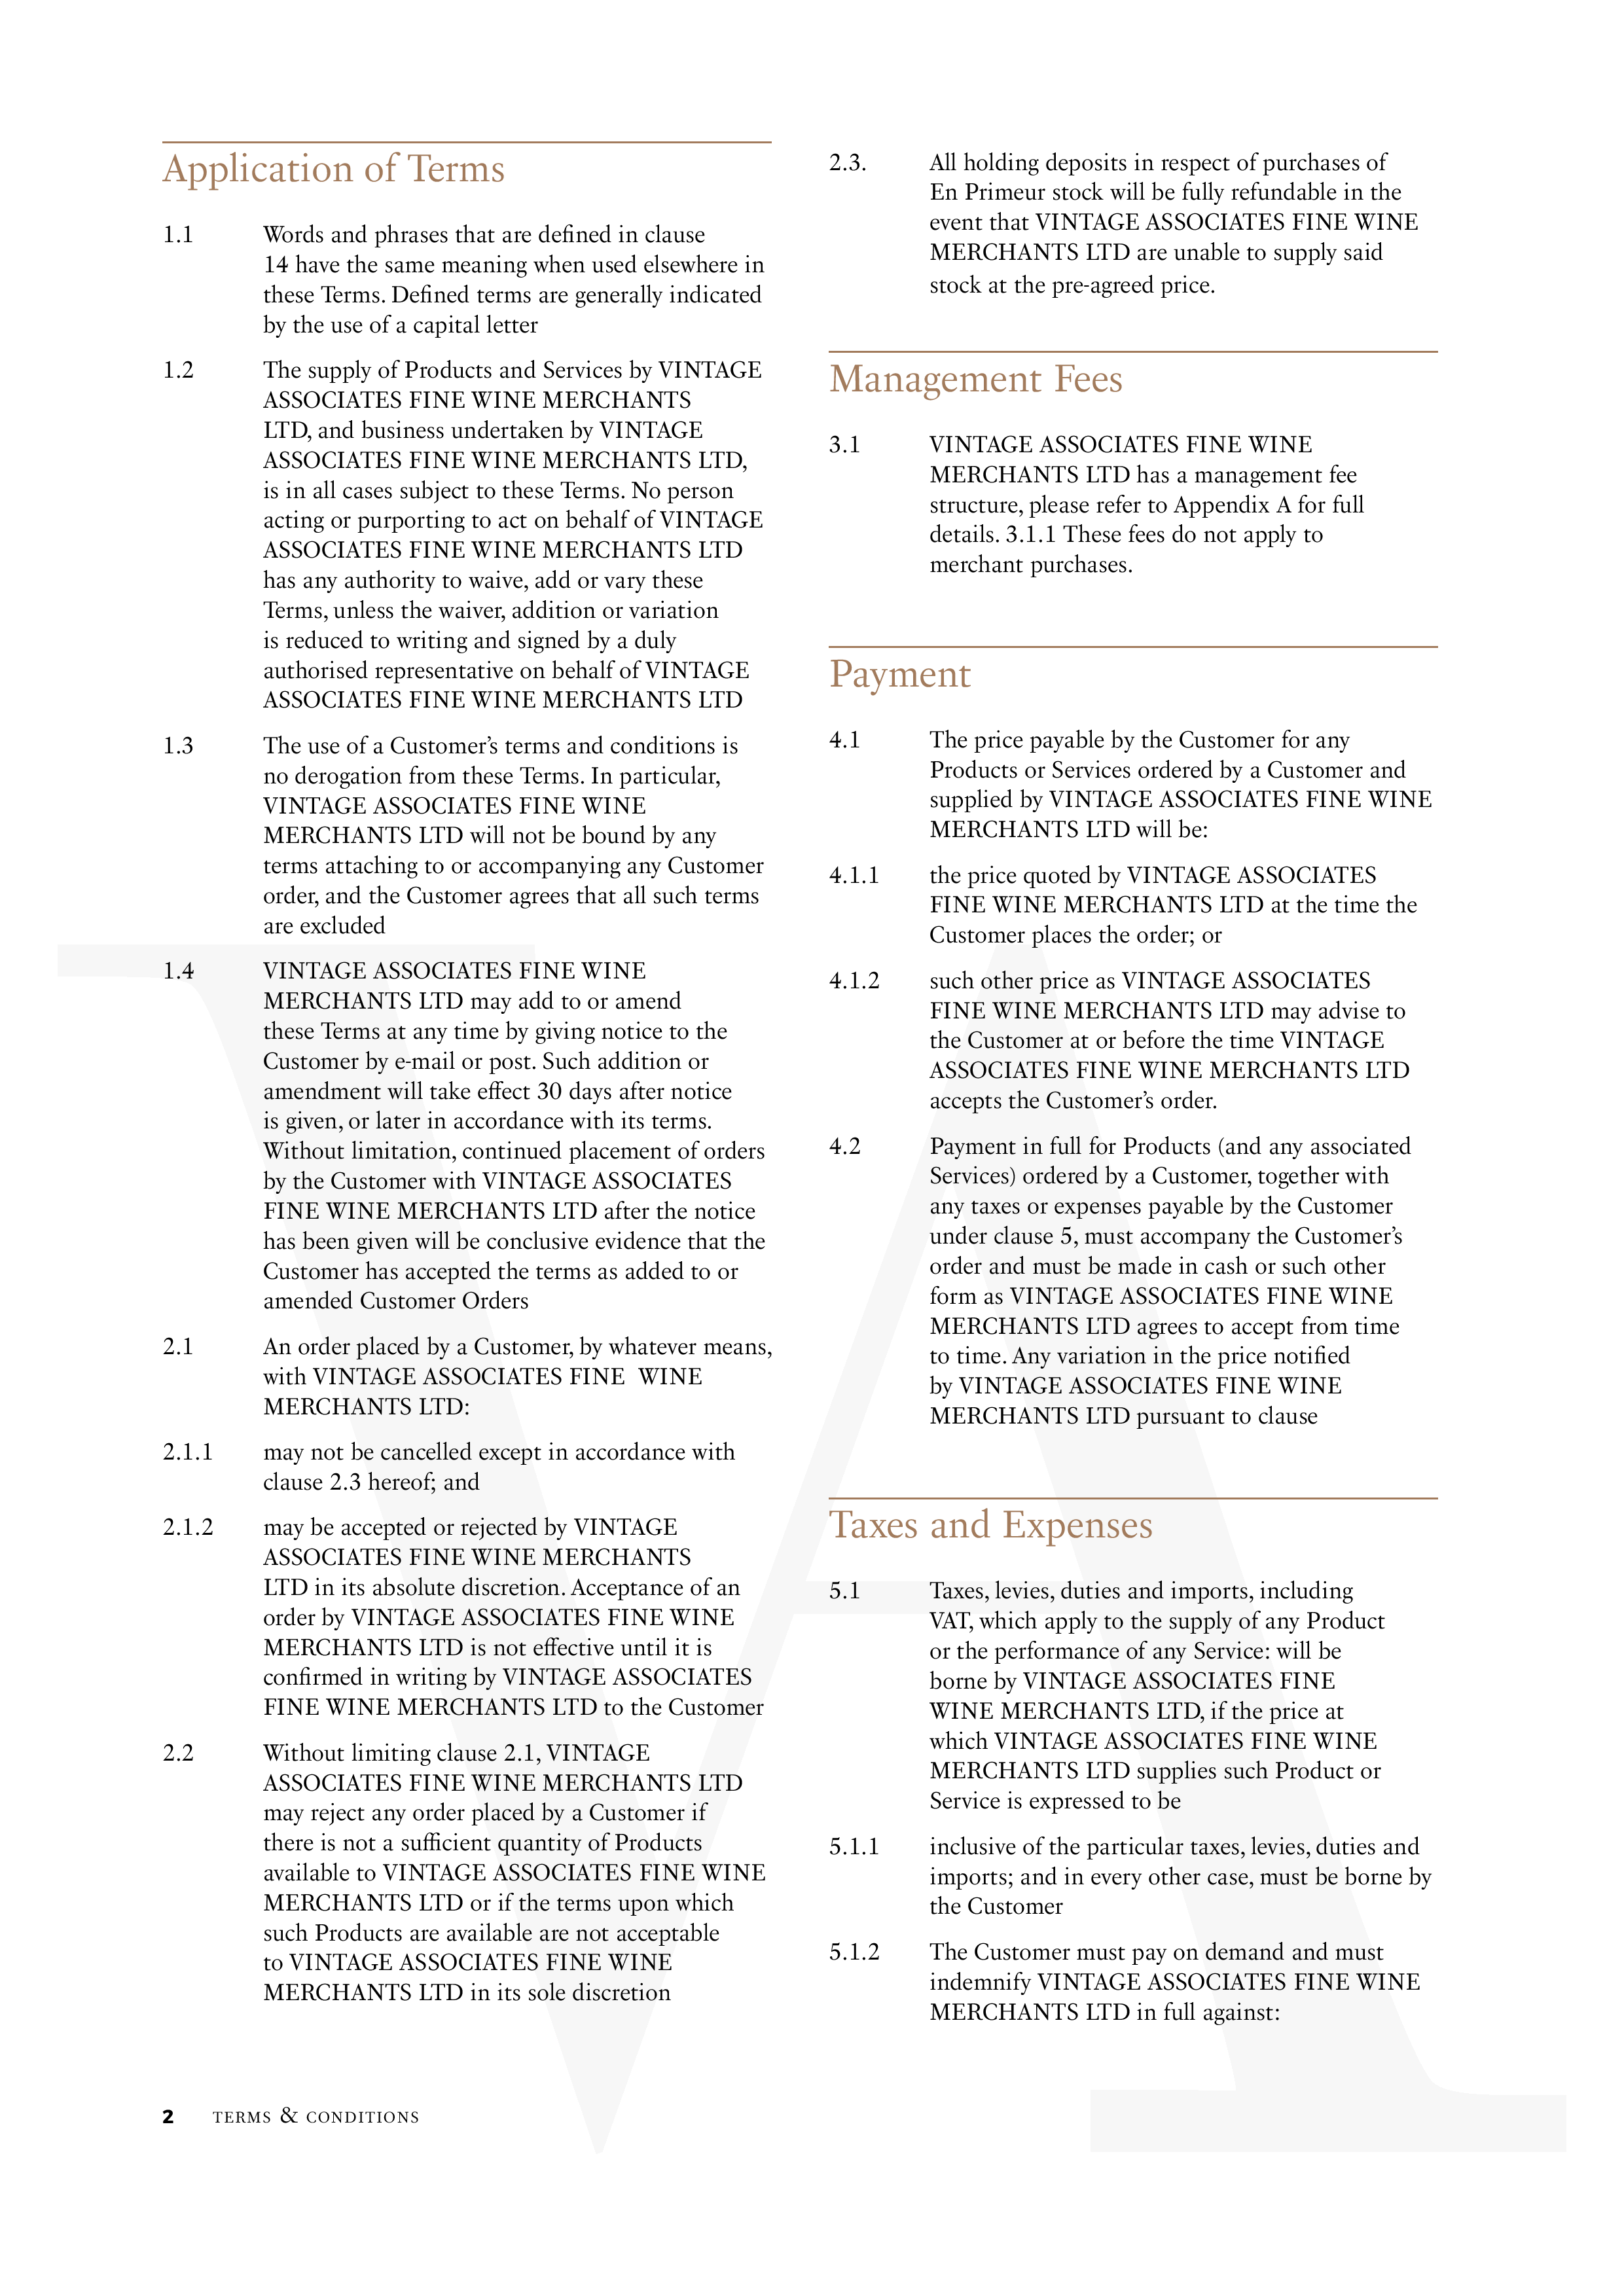 Application of Terms
1.1 Words and phrases that are defined in clause
14 have the same meaning when used elsewhere in
these Terms. Defined terms are generally indicated
by the use of a capital letter
1.2 The supply of Products and Services by VINTAGE
ASSOCIATES FINE WINE MERCHANTS
LTD, and business undertaken by VINTAGE
ASSOCIATES FINE WINE MERCHANTS LTD,
is in all cases subject to these Terms. No person
acting or purporting to act on behalf of VINTAGE
ASSOCIATES FINE WINE MERCHANTS LTD
has any authority to waive, add or vary these
Terms, unless the waiver, addition or variation
is reduced to writing and signed by a duly
authorised representative on behalf of VINTAGE
ASSOCIATES FINE WINE MERCHANTS LTD
1.3 The use of a Customer's terms and conditions is
no derogation from these Terms. In particular,
VINTAGE ASSOCIATES FINE WINE
MERCHANTS LTD will not be bound by any
terms attaching to or accompanying any Customer
order, and the Customer agrees that all such terms
are excluded
1.4 VINTAGE ASSOCIATES FINE WINE
MERCHANTS LTD may add to or amend
these Terms at any time by giving notice to the
Customer by e-mail or post. Such addition or
amendment will take effect 30 days after notice
is given, or later in accordance with its terms.
Without limitation, continued placement of orders
by the Customer with VINTAGE ASSOCIATES
FINE WINE MERCHANTS LTD after the notice
has been given will be conclusive evidence that the
Customer has accepted the terms as added to or
amended Customer Orders
2.1 An order placed by a Customer, by whatever means,
with VINTAGE ASSOCIATES FINE WINE
MERCHANTS LTD:
2.1.1 may not be cancelled except in accordance with
clause 2.3 hereof; and
2.1.2 may be accepted or rejected by VINTAGE
ASSOCIATES FINE WINE MERCHANTS
LTD in its absolute discretion. Acceptance of an
order by VINTAGE ASSOCIATES FINE WINE
MERCHANTS LTD is not effective until it is
confirmed in writing by VINTAGE ASSOCIATES
FINE WINE MERCHANTS LTD to the Customer
2.2 Without limiting clause 2.1, VINTAGE
ASSOCIATES FINE WINE MERCHANTS LTD
may reject any order placed by a Customer if
there is not a sufficient quantity of Products
available to VINTAGE ASSOCIATES FINE WINE
MERCHANTS LTD or if the terms upon which
such Products are available are not acceptable
to VINTAGE ASSOCIATES FINE WINE
MERCHANTS LTD in its sole discretion
2.3. All holding deposits in respect of purchases of
En Primeur stock will be fully refundable in the
event that VINTAGE ASSOCIATES FINE WINE
MERCHANTS LTD are unable to supply said
stock at the pre-agreed price.
Management Fees
3.1 VINTAGE ASSOCIATES FINE WINE
MERCHANTS LTD has a management fee
structure, please refer to Appendix A for full
details. 3.1.1 These fees do not apply to
merchant purchases.
Payment
4.1 The price payable by the Customer for any
Products or Services ordered by a Customer and
supplied by VINTAGE ASSOCIATES FINE WINE
MERCHANTS LTD will be:
4.1.1 the price quoted by VINTAGE ASSOCIATES
FINE WINE MERCHANTS LTD at the time the
Customer places the order; or
4.1.2 such other price as VINTAGE ASSOCIATES
FINE WINE MERCHANTS LTD may advise to
the Customer at or before the time VINTAGE
ASSOCIATES FINE WINE MERCHANTS LTD
accepts the Customer's order.
4.2 Payment in full for Products (and any associated
Services) ordered by a Customer, together with
any taxes or expenses payable by the Customer
under clause 5, must accompany the Customer's
order and must be made in cash or such other
form as VINTAGE ASSOCIATES FINE WINE
MERCHANTS LTD agrees to accept from time
to time. Any variation in the price notified
by VINTAGE ASSOCIATES FINE WINE
MERCHANTS LTD pursuant to clause
Taxes and Expenses
5.1 Taxes, levies, duties and imports, including
VAT, which apply to the supply of any Product
or the performance of any Service: will be
borne by VINTAGE ASSOCIATES FINE
WINE MERCHANTS LTD, if the price at
which VINTAGE ASSOCIATES FINE WINE
MERCHANTS LTD supplies such Product or
Service is expressed to be
5.1.1 inclusive of the particular taxes, levies, duties and
imports; and in every other case, must be borne by
the Customer
5.1.2 The Customer must pay on demand and must
indemnify VINTAGE ASSOCIATES FINE WINE
MERCHANTS LTD in full against:
2 TERMS & CONDITIONS
VA